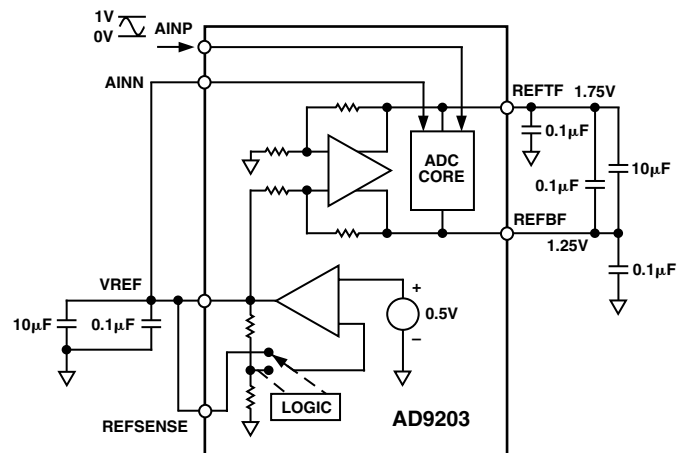 1V
0V
AINP
AINN
REFTF 1.75V
0.1µF
ADC
CORE
0.1µF
10µF
REFBF
1.25V
0.1µF
VREF
10µF
0.1µF
+
0.5V
–
LOGIC
REFSENSE
AD9203